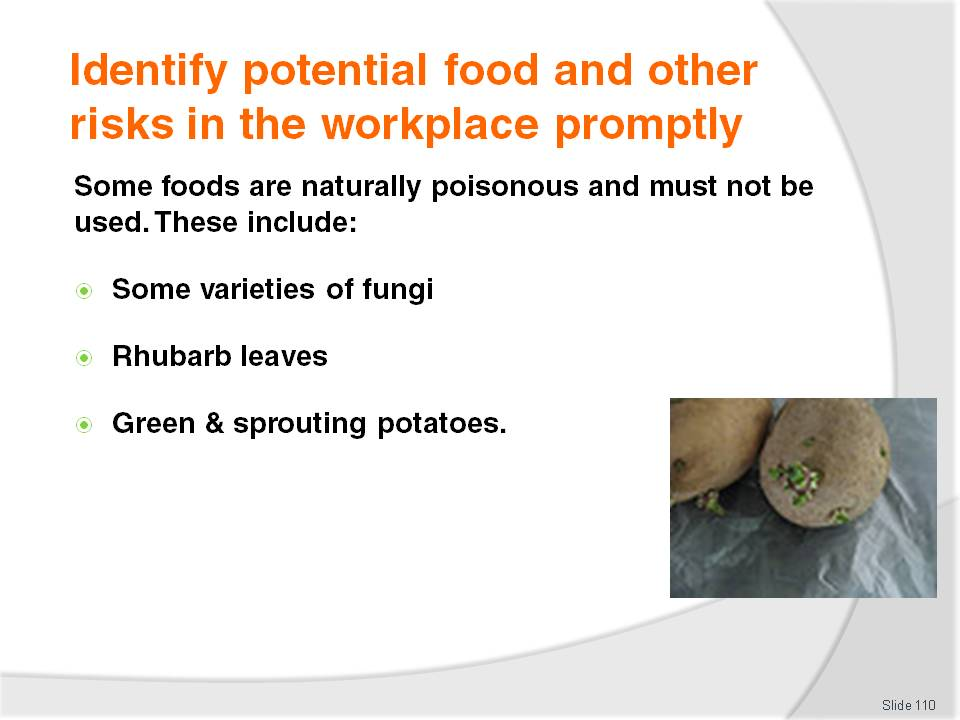 Identify potential food and other
risks in the workplace promptly
Some foods are naturally poisonous and must not be
used. These include:
Some varieties of fungi
Rhubarb leaves
Green & sprouting potatoes.
Slide 110